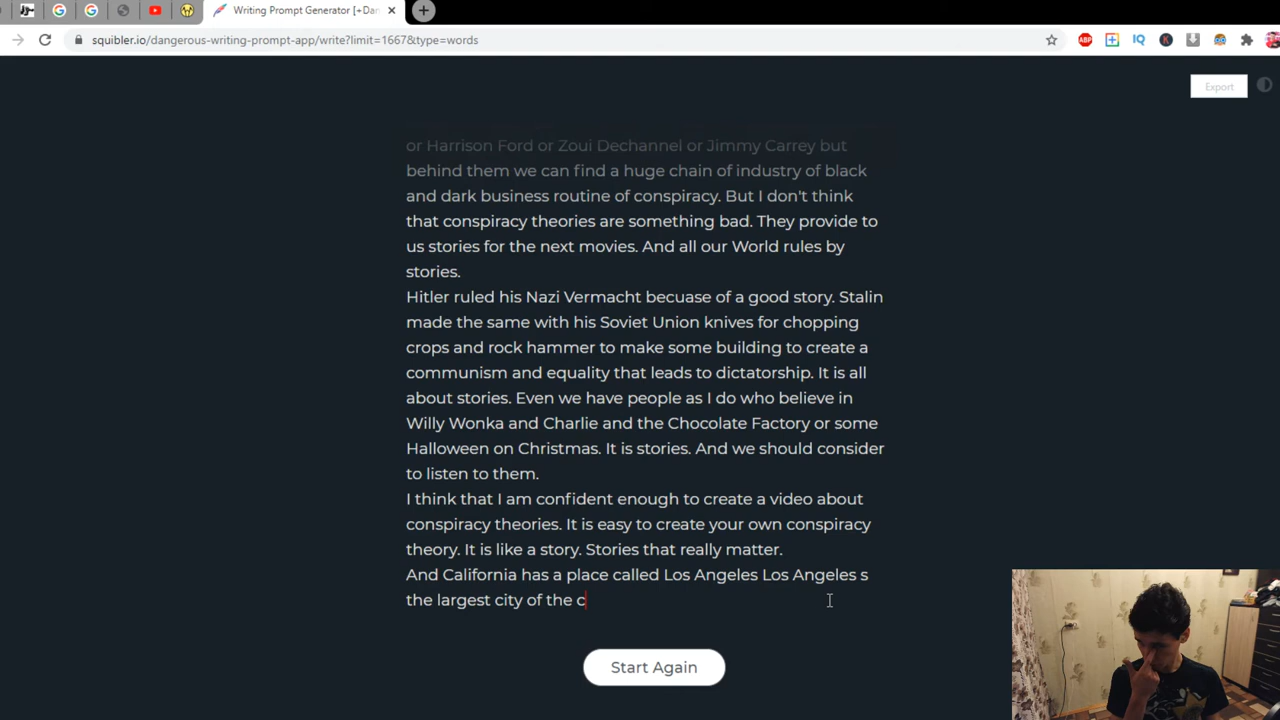 Writing Prompt Generator [+Dan
squibler.io/dangerous-writing-prompt-app/write?limit=1667&type=words
ABP
IQ
K
Export
or Harrison Ford or Zoui Dechannel or Jimmy Carrey but
behind them we can find a huge chain of industry of black
and dark business routine of conspiracy. But I don't think
that conspiracy theories are something bad. They provide to
us stories for the next movies. And all our World rules by
stories.
Hitler ruled his Nazi Vermacht becuase of a good story. Stalin
made the same with his Soviet Union knives for chopping
crops and rock hammer to make some building to create a
communism and equality that leads to dictatorship. It is all
about stories. Even we have people as I do who believe in
Willy Wonka and Charlie and the Chocolate Factory or some
Halloween on Christmas. It is stories. And we should consider
to listen to them.
I think that I am confident enough to create a video about
conspiracy theories. It is easy to create your own conspiracy
theory. It is like a story. Stories that really matter.
And California has a place called Los Angeles Los Angeles s
the largest city of the c
Start Again